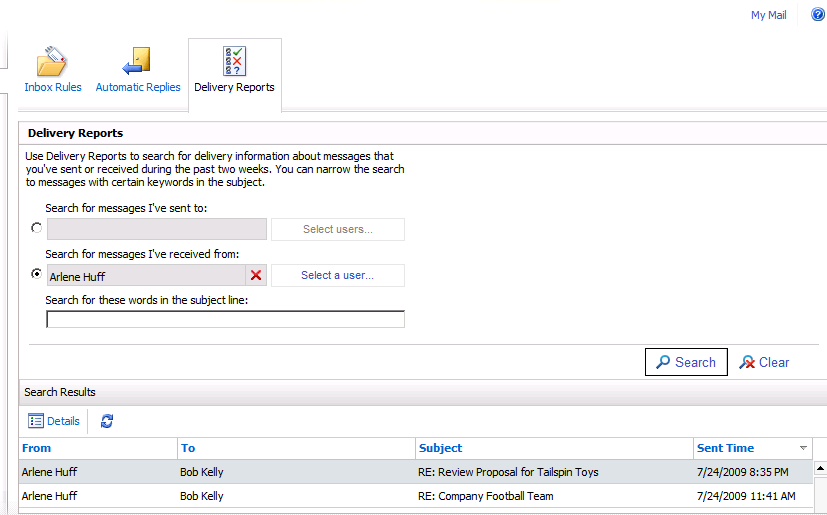 My Mail
Inbox Rules
Automatic Replies
Delivery Reports
Delivery Reports
Use Delivery Reports to search for delivery information about messages that
you've sent or received during the past two weeks. You can narrow the search
to messages with certain keywords in the subject.
Search for messages I've sent to:
Select users...
Search for messages I've received from:
Arlene Huff
Select a user...
Search for these words in the subject line:
Search
Clear
Search Results
Details
From To Subject Sent Time
Arlene Huff Bob Kelly RE: Review Proposal for Tailspin Toys 7/24/2009 8:35 PM
Arlene Huff Bob Kelly RE: Company Football Team 7/24/2009 11:41 AM